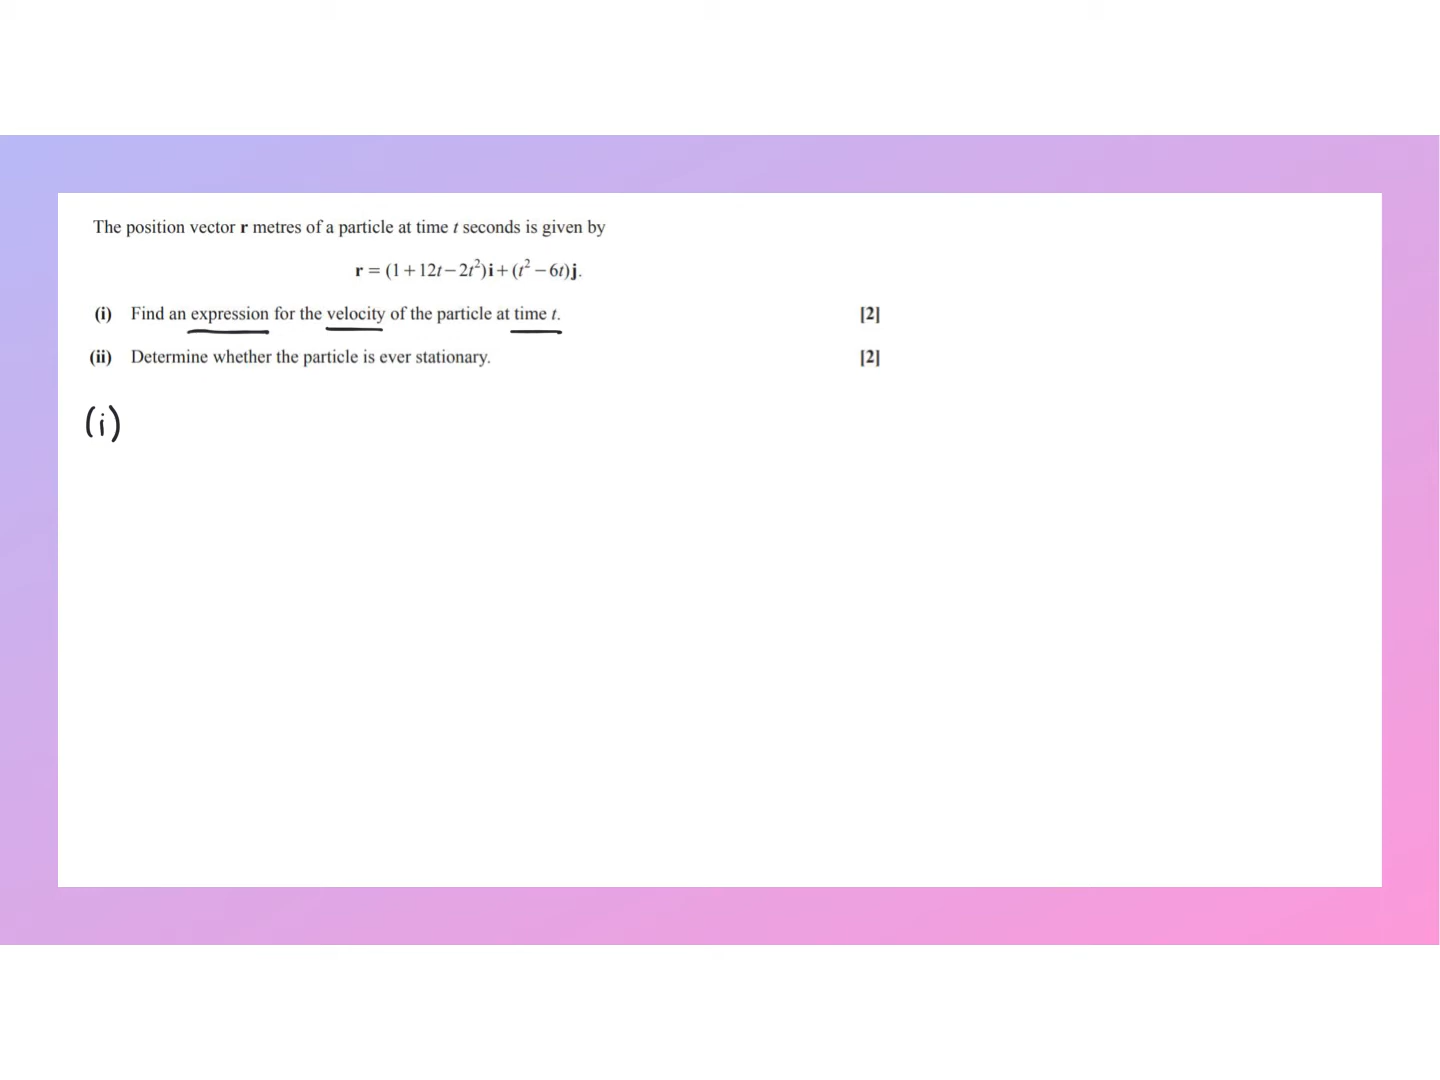 The position vector r metres of a particle at time t seconds is given by
r = (1 + 12t − 2t²)i + (t² − 6t)j.
(i) Find an expression for the velocity of the particle at time t. [2]
(ii) Determine whether the particle is ever stationary. [2]
(i)